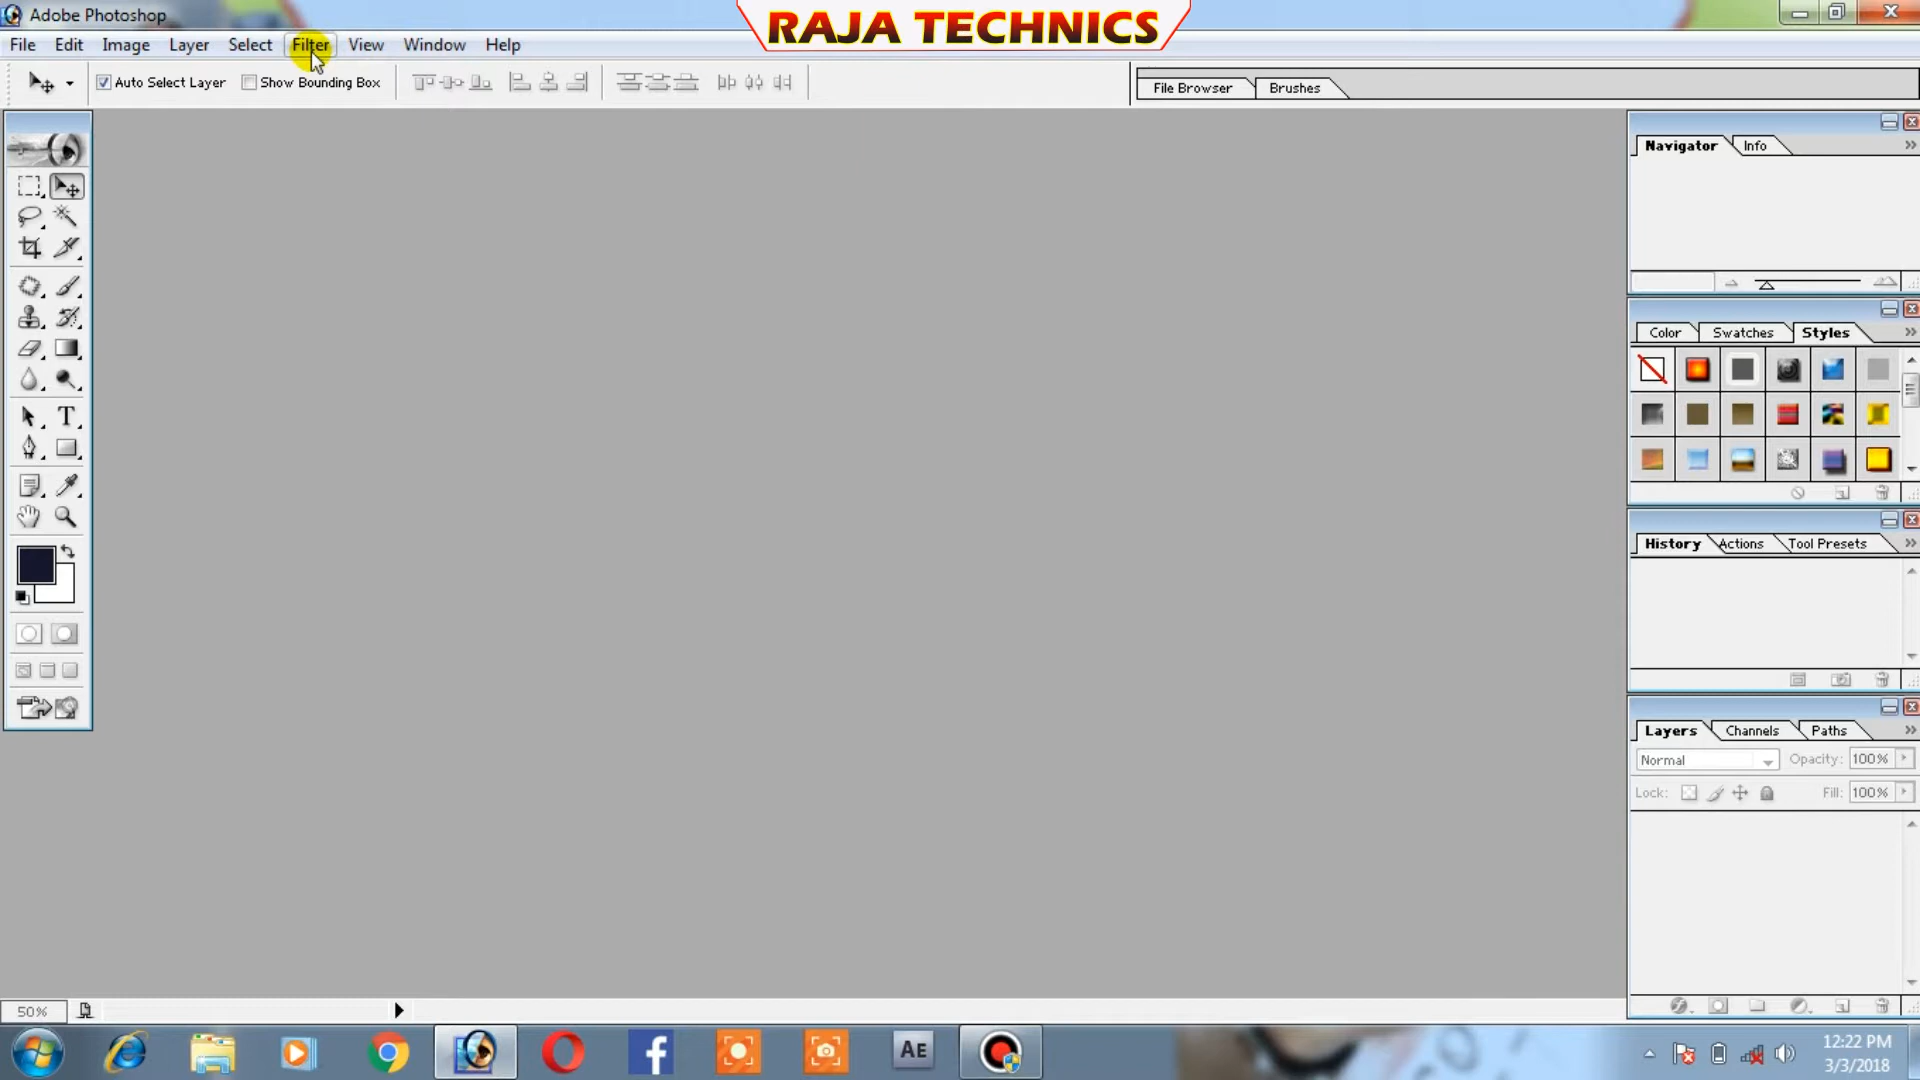 Adobe Photoshop
RAJA TECHNICS
File Edit Image Layer Select Filter View Window Help
Auto Select Layer Show Bounding Box File Browser Brushes
Navigator Info
Color Swatches Styles
T
History Actions Tool Presets
Layers Channels Paths
Normal Opacity: 100%
Lock: Fill: 100%
50%
f AE
12:22 PM
3/3/2018